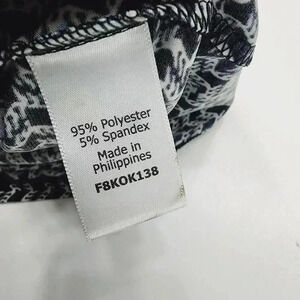 95% Polyester
5% Spandex
Made in
Philippines
F8KOK138